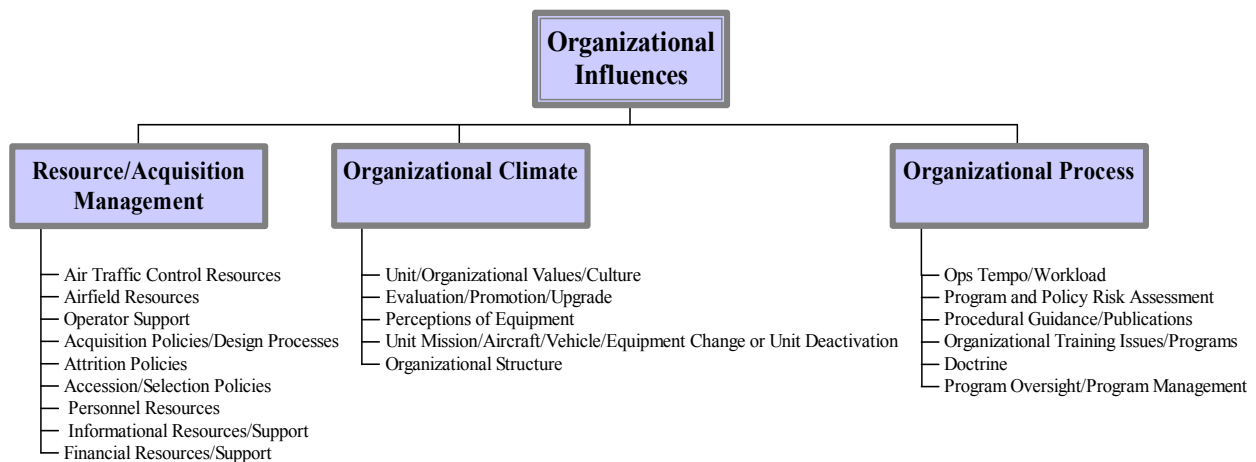 Organizational
Influences
Resource/Acquisition
Management
Organizational Climate
Organizational Process
Air Traffic Control Resources
Airfield Resources
Operator Support
Acquisition Policies/Design Processes
Attrition Policies
Accession/Selection Policies
Personnel Resources
Informational Resources/Support
Financial Resources/Support
Unit/Organizational Values/Culture
Evaluation/Promotion/Upgrade
Perceptions of Equipment
Unit Mission/Aircraft/Vehicle/Equipment Change or Unit Deactivation
Organizational Structure
Ops Tempo/Workload
Program and Policy Risk Assessment
Procedural Guidance/Publications
Organizational Training Issues/Programs
Doctrine
Program Oversight/Program Management